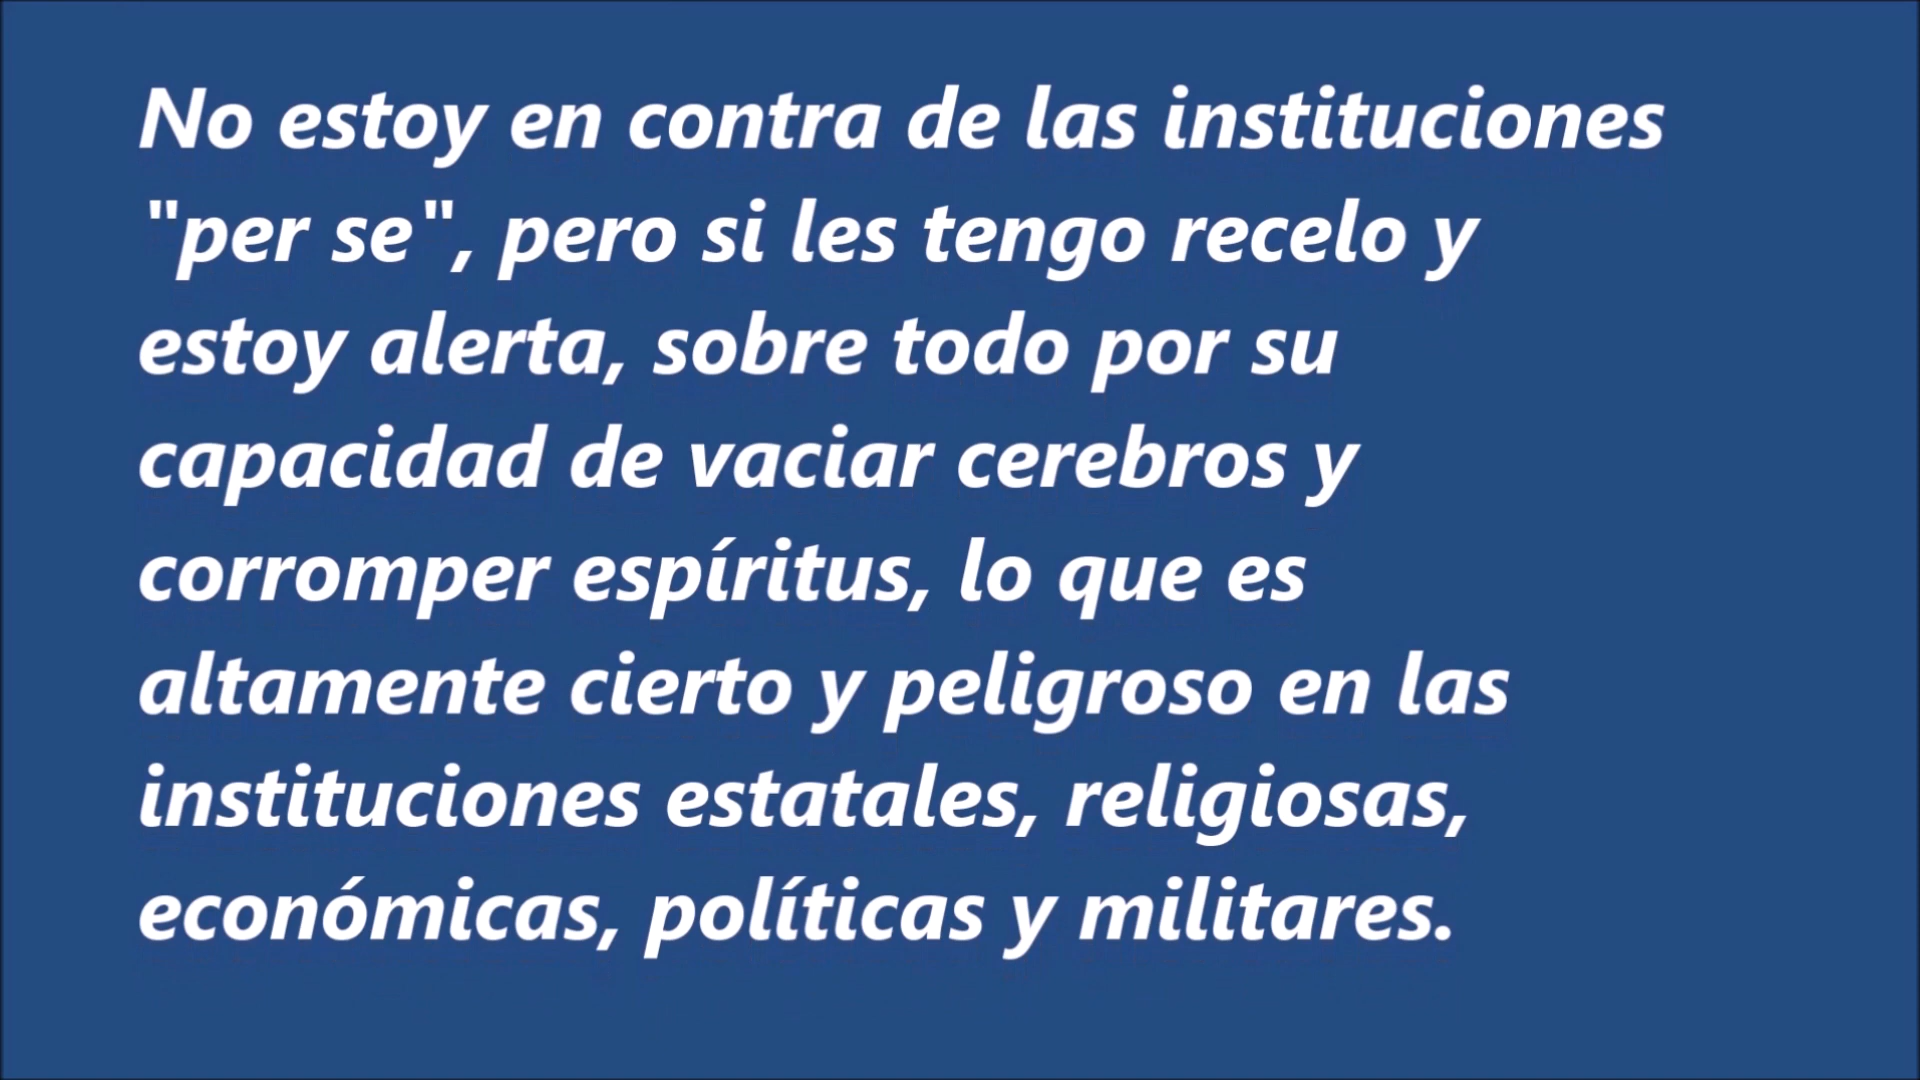 No estoy en contra de las instituciones
"per se", pero si les tengo recelo y
estoy alerta, sobre todo por su
capacidad de vaciar cerebros y
corromper espíritus, lo que es
altamente cierto y peligroso en las
instituciones estatales, religiosas,
económicas, políticas y militares.